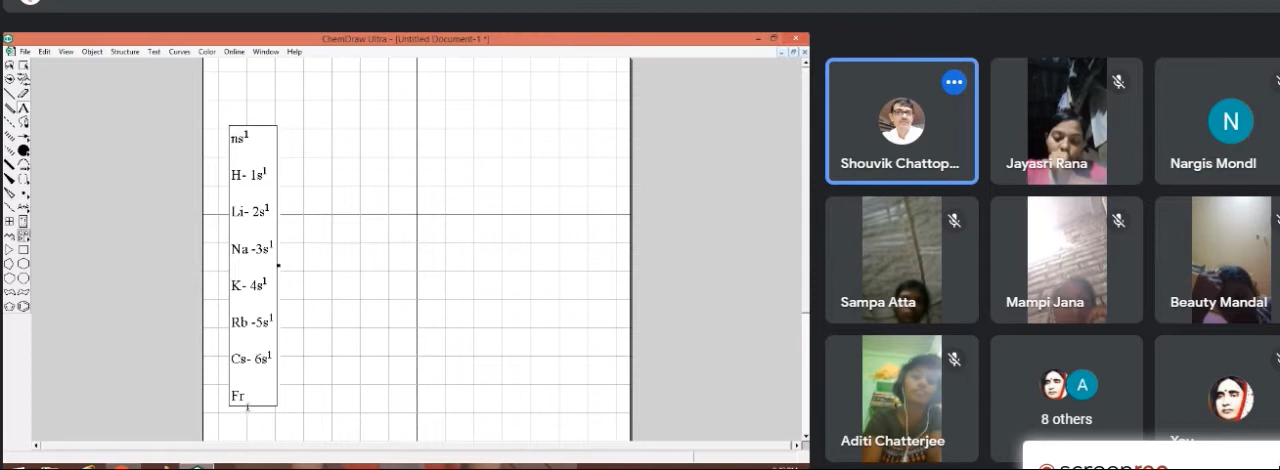 ChemDraw Ultra - [Untitled Document-1 *]
File Edit View Object Structure Text Curves Color Online Window Help
ns¹
H- 1s¹
Li- 2s¹
Na -3s¹
K- 4s¹
Rb -5s¹
Cs- 6s¹
Fr
Shouvik Chattop...
Jayasri Rana
N
Nargis Mondl
Sampa Atta
Mampi Jana
Beauty Mandal
Aditi Chatterjee
A
8 others
You